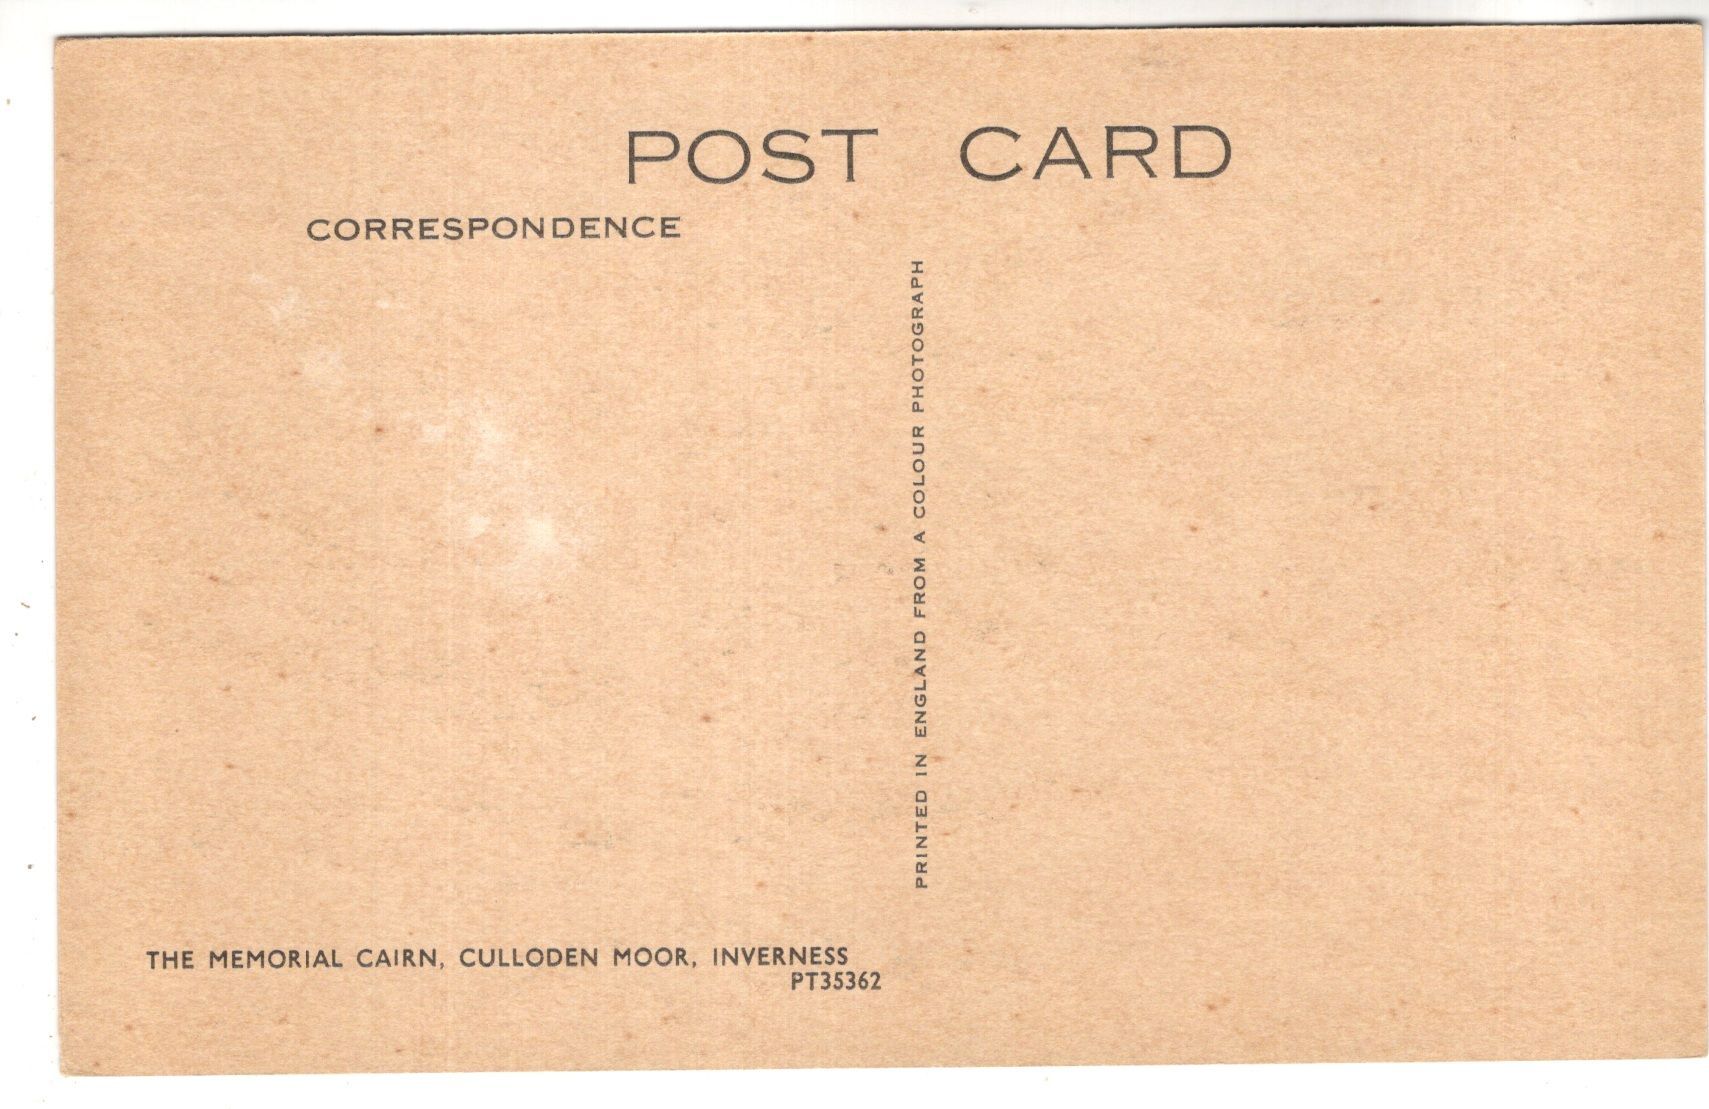 POST CARD
CORRESPONDENCE
PRINTED IN ENGLAND FROM A COLOUR PHOTOGRAPH
THE MEMORIAL CAIRN, CULLODEN MOOR, INVERNESS
PT35362